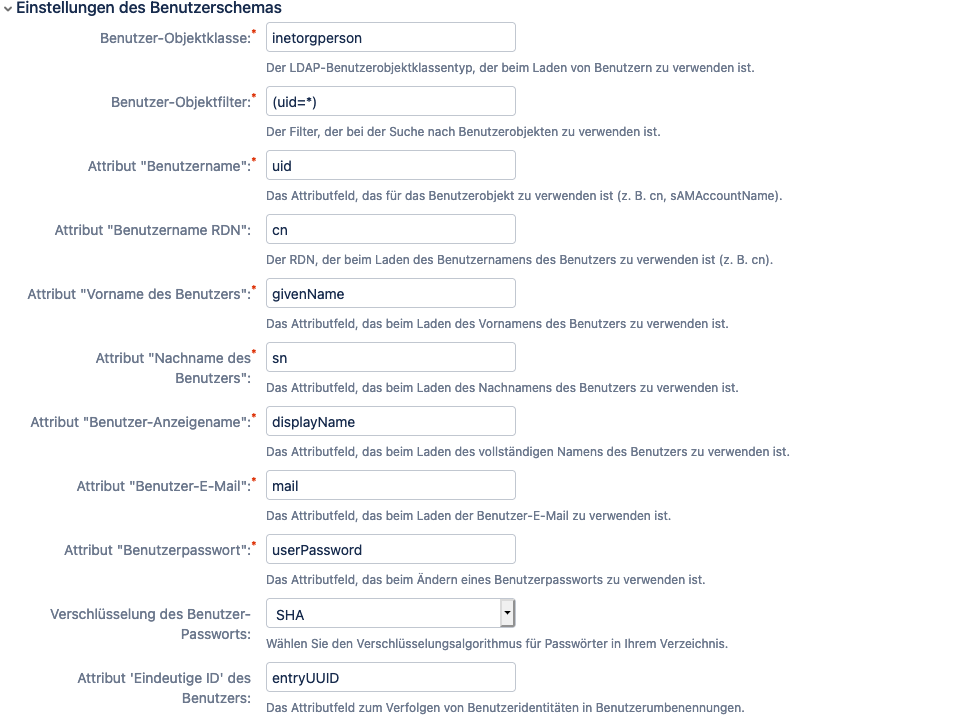 Einstellungen des Benutzerschemas
Benutzer-Objektklasse:* inetorgperson
Der LDAP-Benutzerobjektklassentyp, der beim Laden von Benutzern zu verwenden ist.
Benutzer-Objektfilter:* (uid=*)
Der Filter, der bei der Suche nach Benutzerobjekten zu verwenden ist.
Attribut "Benutzername":* uid
Das Attributfeld, das für das Benutzerobjekt zu verwenden ist (z. B. cn, sAMAccountName).
Attribut "Benutzername RDN": cn
Der RDN, der beim Laden des Benutzernamens des Benutzers zu verwenden ist (z. B. cn).
Attribut "Vorname des Benutzers":* givenName
Das Attributfeld, das beim Laden des Vornamens des Benutzers zu verwenden ist.
Attribut "Nachname des* sn
Benutzers":
Das Attributfeld, das beim Laden des Nachnamens des Benutzers zu verwenden ist.
Attribut "Benutzer-Anzeigename":* displayName
Das Attributfeld, das beim Laden des vollständigen Namens des Benutzers zu verwenden ist.
Attribut "Benutzer-E-Mail":* mail
Das Attributfeld, das beim Laden der Benutzer-E-Mail zu verwenden ist.
Attribut "Benutzerpasswort":* userPassword
Das Attributfeld, das beim Ändern eines Benutzerpassworts zu verwenden ist.
Verschlüsselung des Benutzer- SHA
Passworts:
Wählen Sie den Verschlüsselungsalgorithmus für Passwörter in Ihrem Verzeichnis.
Attribut 'Eindeutige ID' des entryUUID
Benutzers:
Das Attributfeld zum Verfolgen von Benutzeridentitäten in Benutzerumbenennungen.